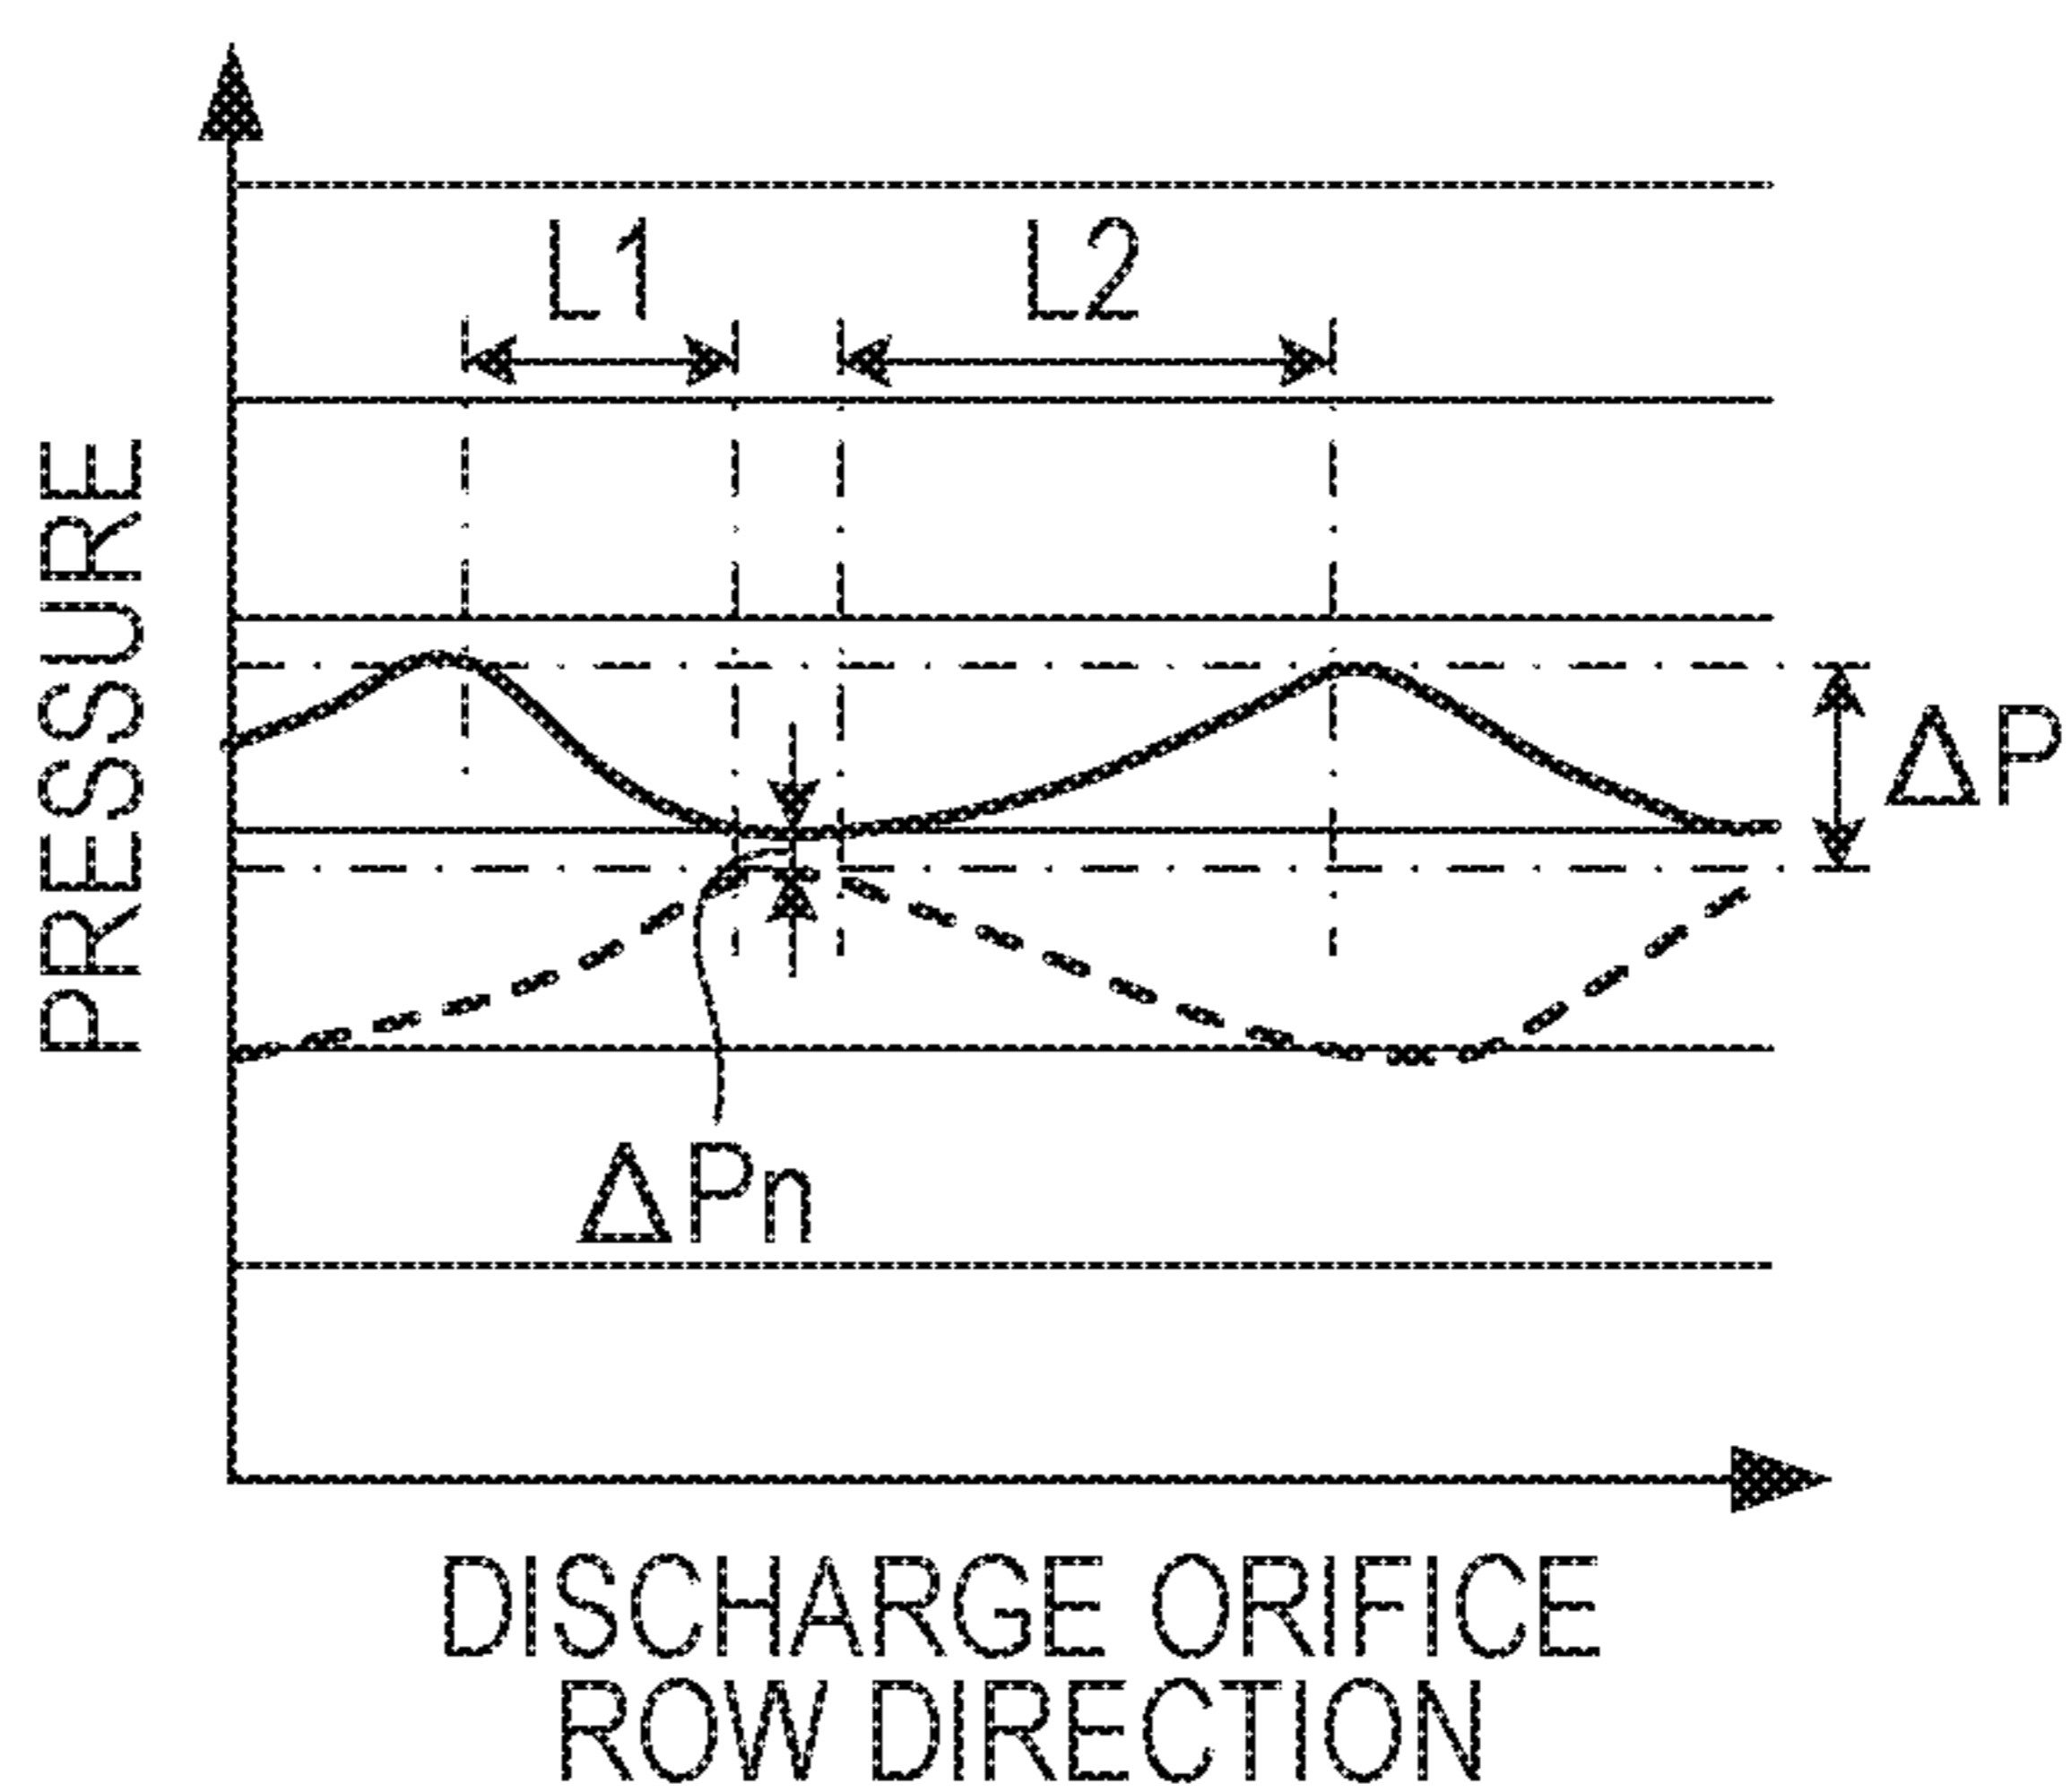 L1
L2
PRESSURE
ΔP
ΔPn
DISCHARGE ORIFICE
ROW DIRECTION